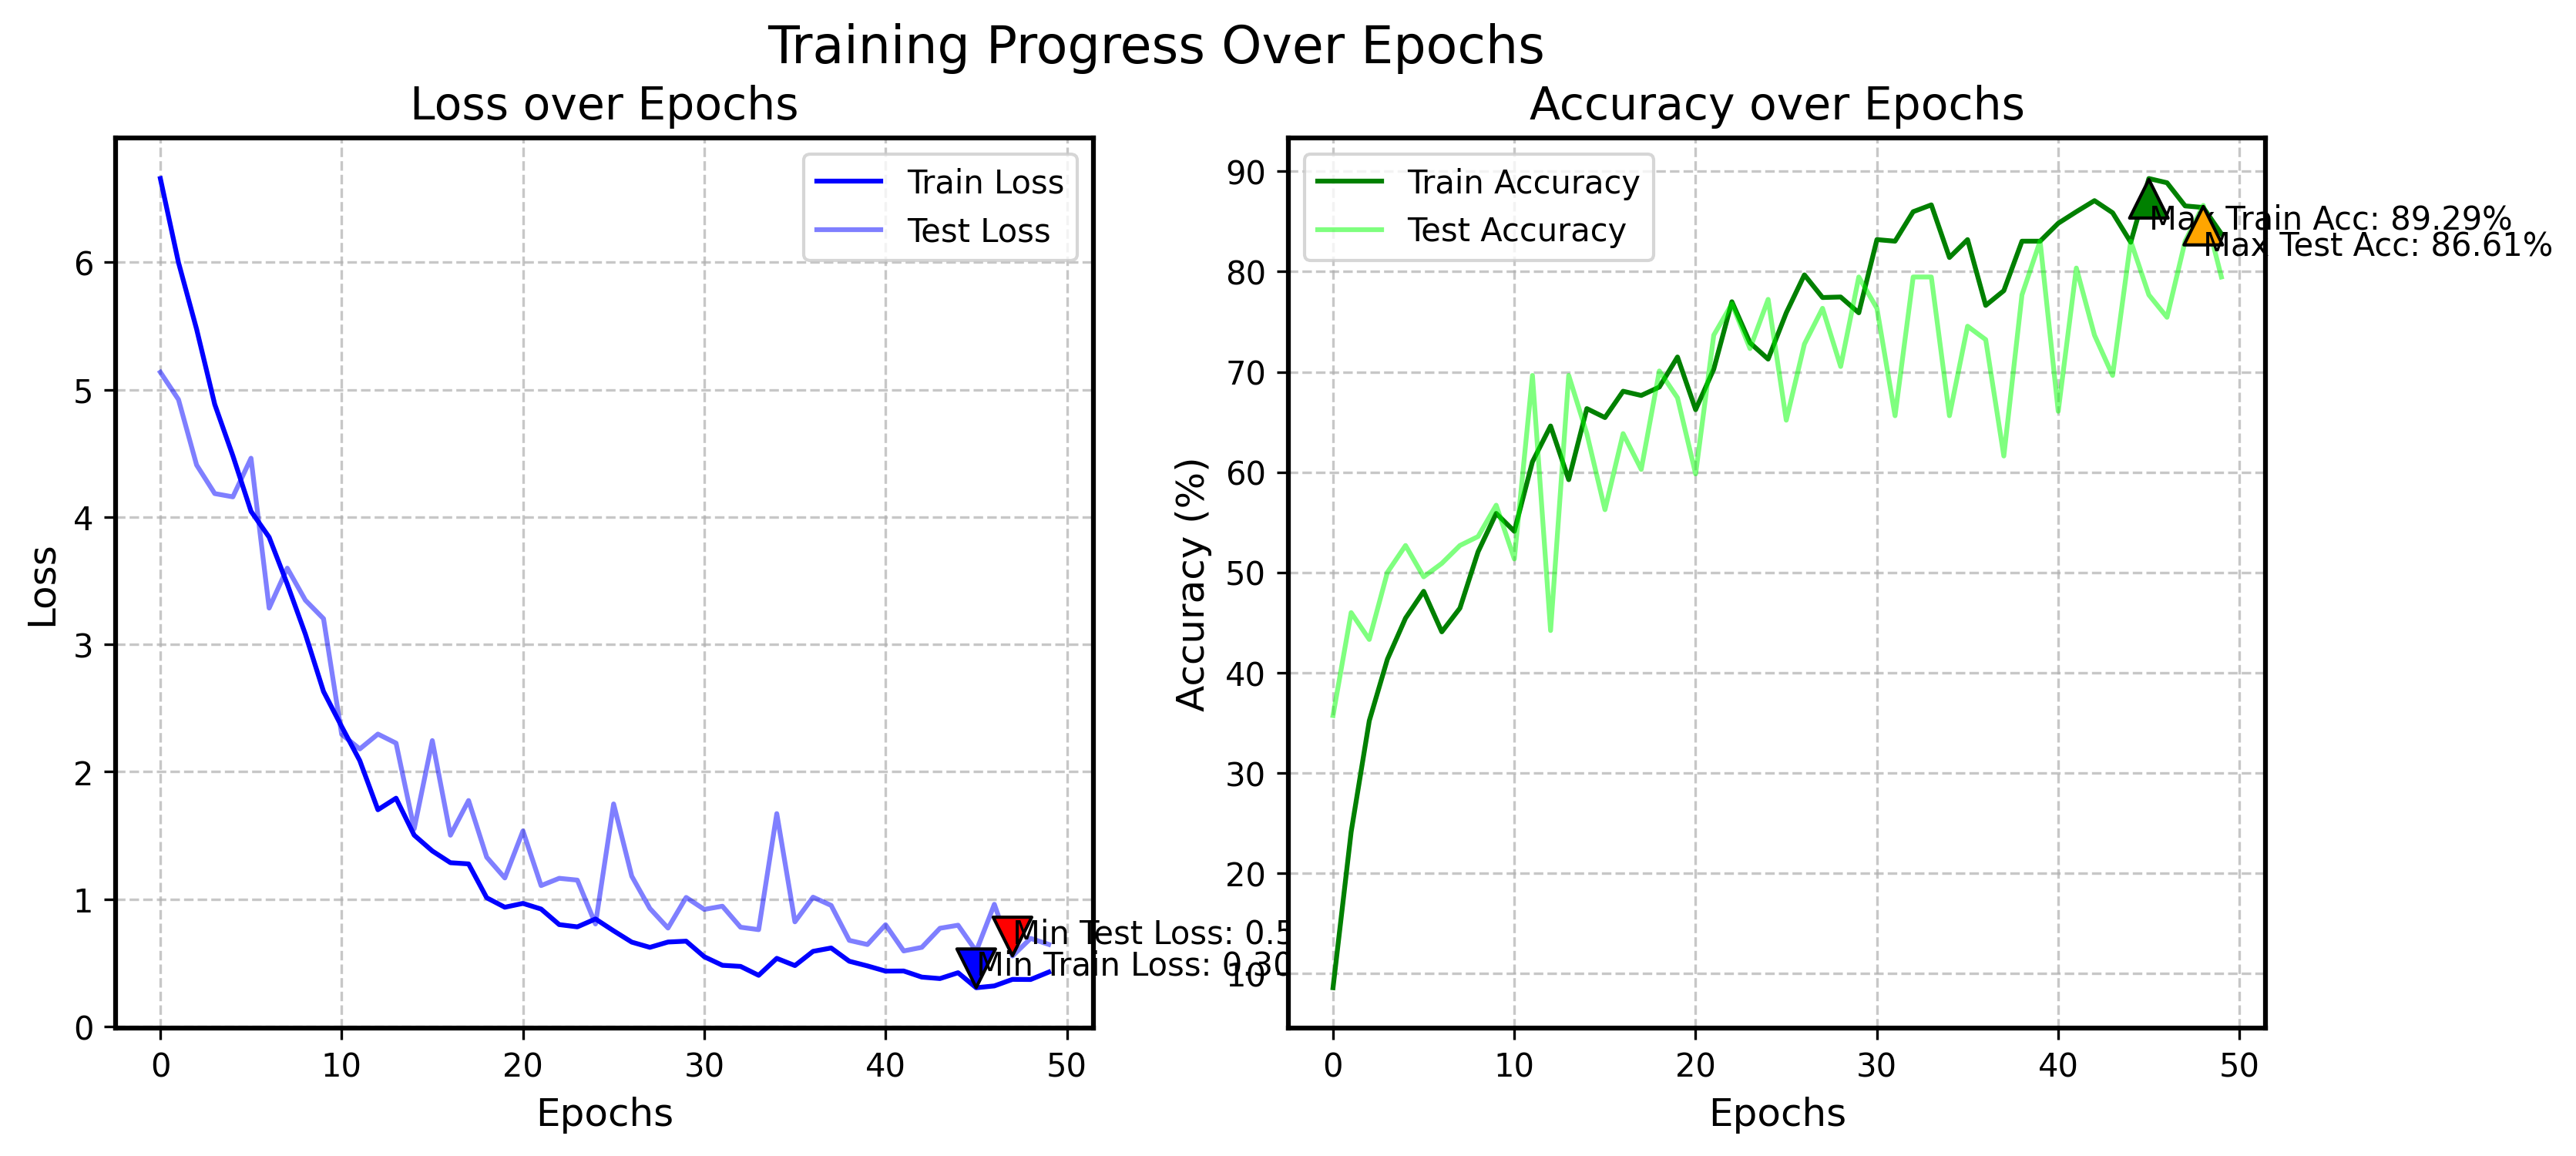 Training Progress Over Epochs
Loss over Epochs
Train Loss
Test Loss
6
5
4
3
2
1
0
Loss
Min Test Loss: 0.5
Min Train Loss: 0.30
0 10 20 30 40 50
Epochs
Accuracy over Epochs
Train Accuracy
Test Accuracy
90
80
70
60
50
40
30
20
10
Accuracy (%)
Max Train Acc: 89.29%
Max Test Acc: 86.61%
0 10 20 30 40 50
Epochs